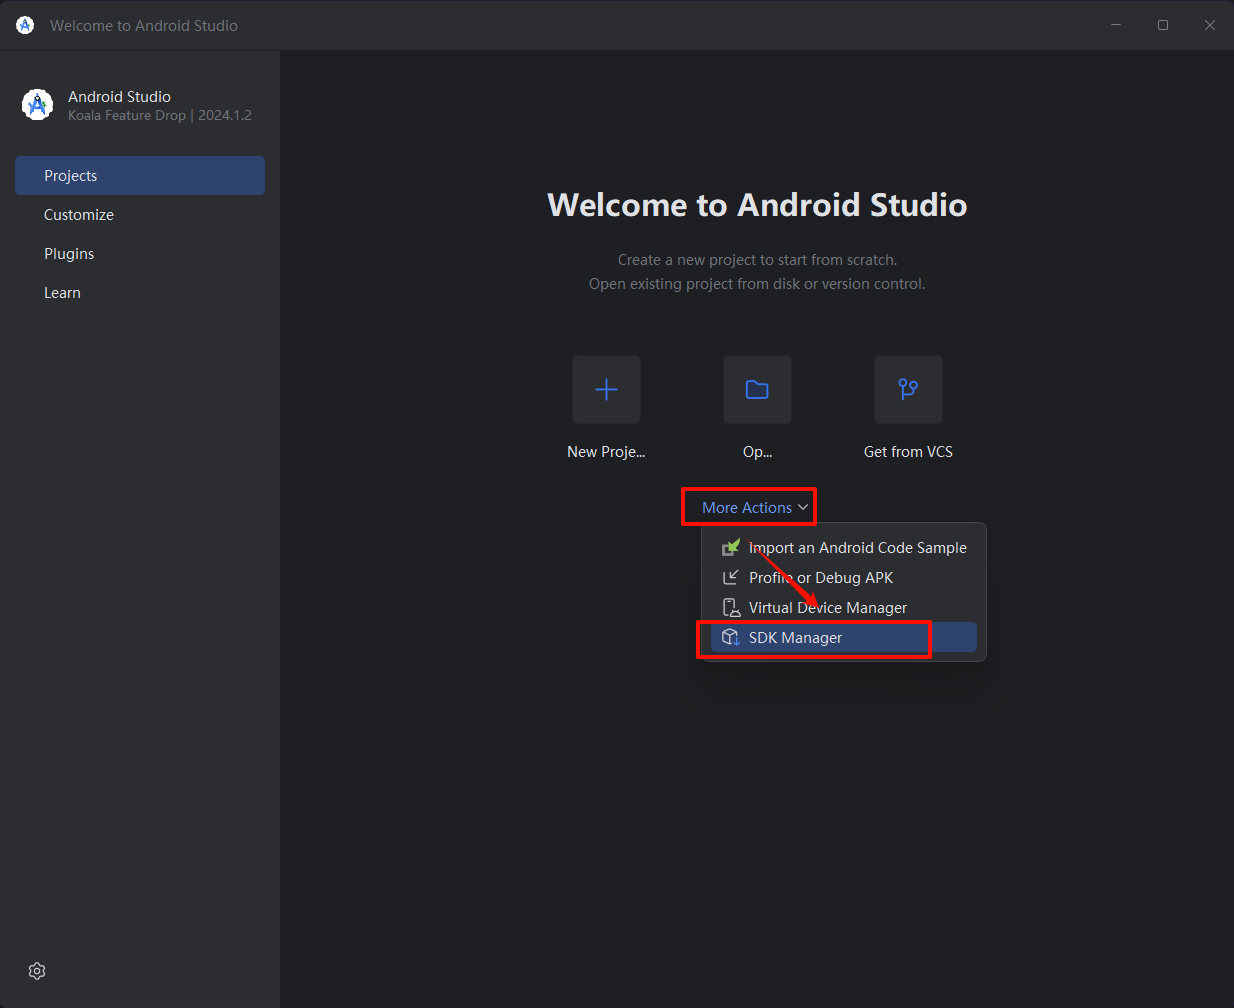 Welcome to Android Studio
Android Studio
Koala Feature Drop | 2024.1.2
Projects
Customize
Plugins
Learn
Welcome to Android Studio
Create a new project to start from scratch.
Open existing project from disk or version control.
New Proje...
Op...
Get from VCS
More Actions
Import an Android Code Sample
Profile or Debug APK
Virtual Device Manager
SDK Manager